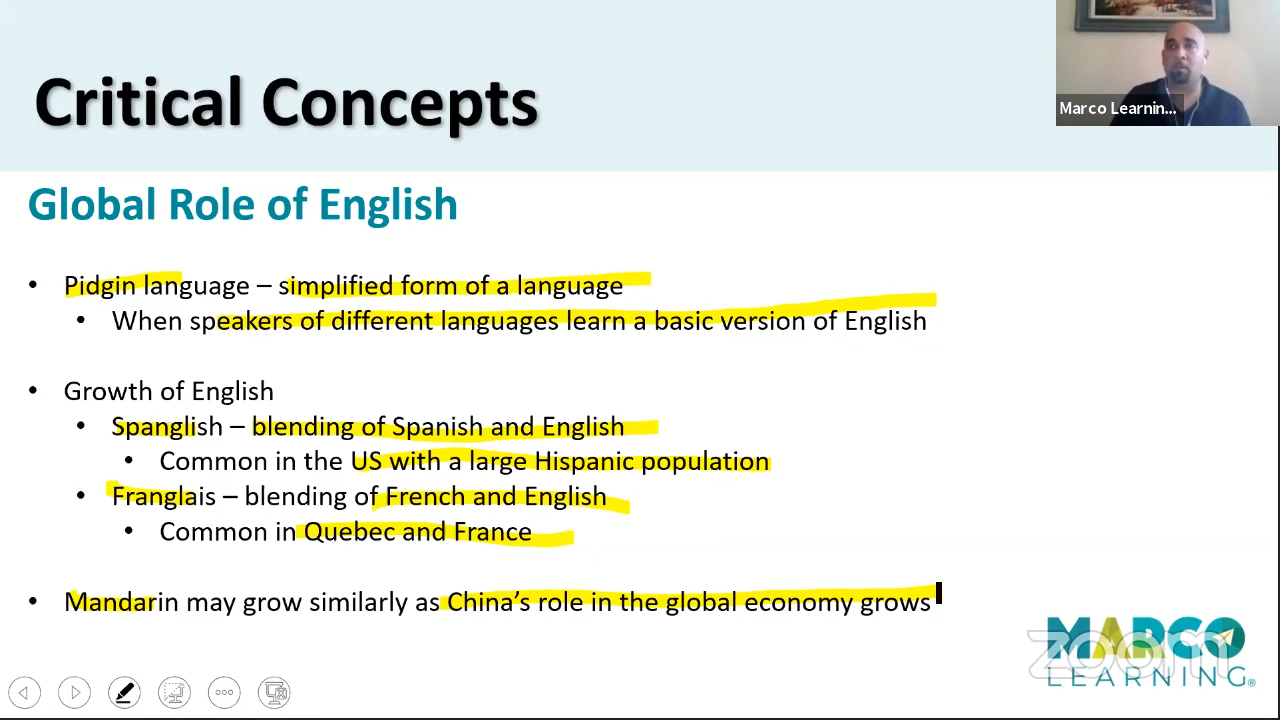 Critical Concepts
Marco Learnin...
Global Role of English
• Pidgin language – simplified form of a language
• When speakers of different languages learn a basic version of English
• Growth of English
• Spanglish – blending of Spanish and English
• Common in the US with a large Hispanic population
• Franglais – blending of French and English
• Common in Quebec and France
• Mandarin may grow similarly as China's role in the global economy grows
MARCO
zoom
LEARNING®